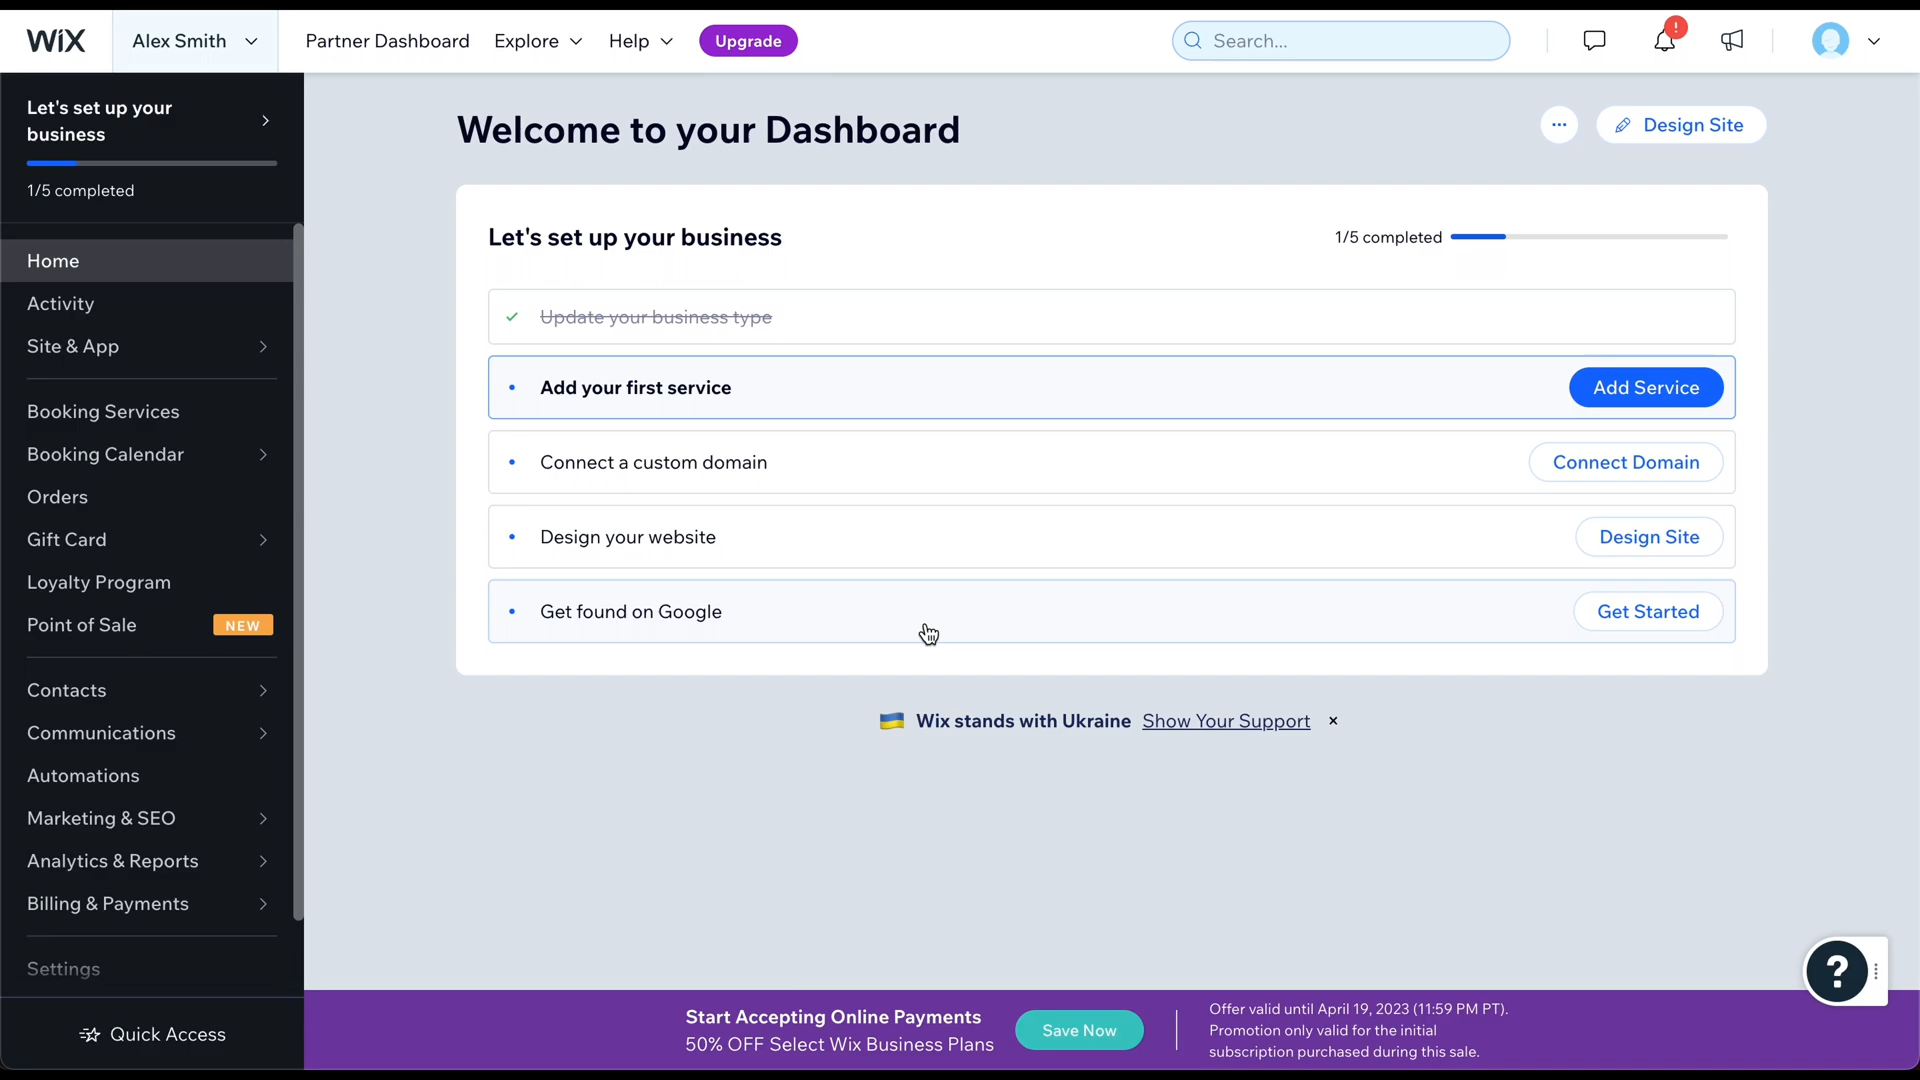 WIX
Alex Smith
Partner Dashboard
Explore
Help
Upgrade
Search...
!
Let's set up your
business
1/5 completed
Home
Activity
Site & App
Booking Services
Booking Calendar
Orders
Gift Card
Loyalty Program
Point of Sale
NEW
Contacts
Communications
Automations
Marketing & SEO
Analytics & Reports
Billing & Payments
Settings
Quick Access
Welcome to your Dashboard
...
Design Site
Let's set up your business
1/5 completed
Update your business type
Add your first service
Add Service
Connect a custom domain
Connect Domain
Design your website
Design Site
Get found on Google
Get Started
Wix stands with Ukraine Show Your Support ×
?
Start Accepting Online Payments
50% OFF Select Wix Business Plans
Save Now
Offer valid until April 19, 2023 (11:59 PM PT).
Promotion only valid for the initial
subscription purchased during this sale.